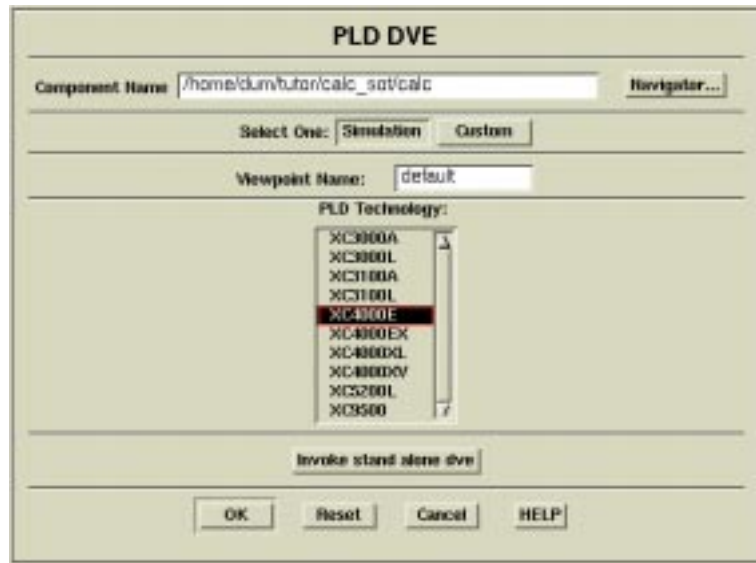 PLD DVE
Component Name /home/dum/tutor/calc_sot/calc Navigator...
Select One: Simulation Custom
Viewpoint Name: default
PLD Technology:
XC3000A
XC3000L
XC3100A
XC3100L
XC4000E
XC4000EX
XC4000XL
XC4000XV
XC5200L
XC9500
Invoke stand alone dve
OK Reset Cancel HELP